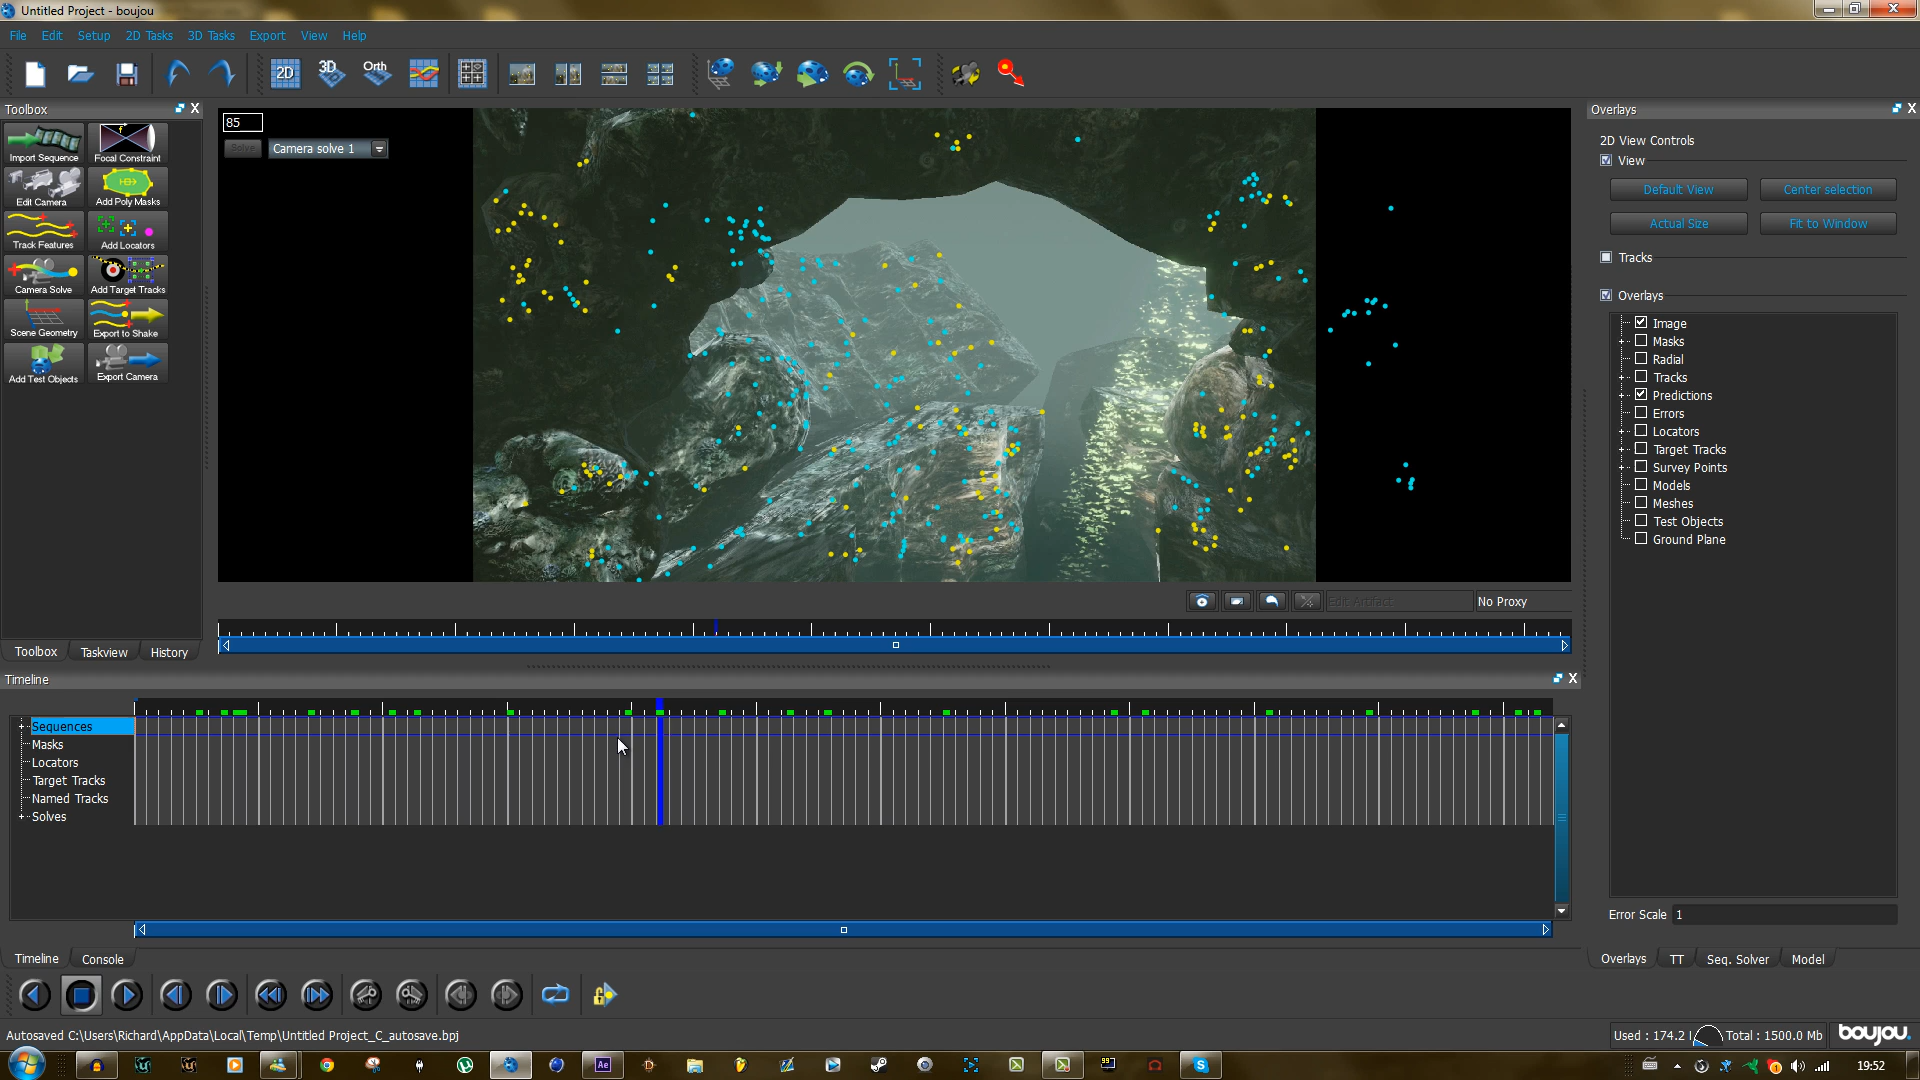 Untitled Project - boujou
File Edit Setup 2D Tasks 3D Tasks Export View Help
2D 3D Orth
Toolbox
Import Sequence
Focal Constraint
Edit Camera
Add Poly Masks
Track Features
Add Locators
Camera Solve
Add Target Tracks
Scene Geometry
Export to Shake
Add Test Objects
Export Camera
85
Solve
Camera solve 1
Overlays
2D View Controls
View
Default View
Center selection
Actual Size
Fit to Window
Tracks
Overlays
Image
Masks
Radial
Tracks
Predictions
Errors
Locators
Target Tracks
Survey Points
Models
Meshes
Test Objects
Ground Plane
Error Scale 1
Edit Artifact
No Proxy
Toolbox Taskview History
Timeline
Sequences
Masks
Locators
Target Tracks
Named Tracks
Solves
Timeline Console
Overlays TT Seq. Solver Model
Autosaved C:\Users\Richard\AppData\Local\Temp\Untitled Project_C_autosave.bpj
Used : 174.2
Total : 1500.0 Mb
boujou.
Ae
19:52